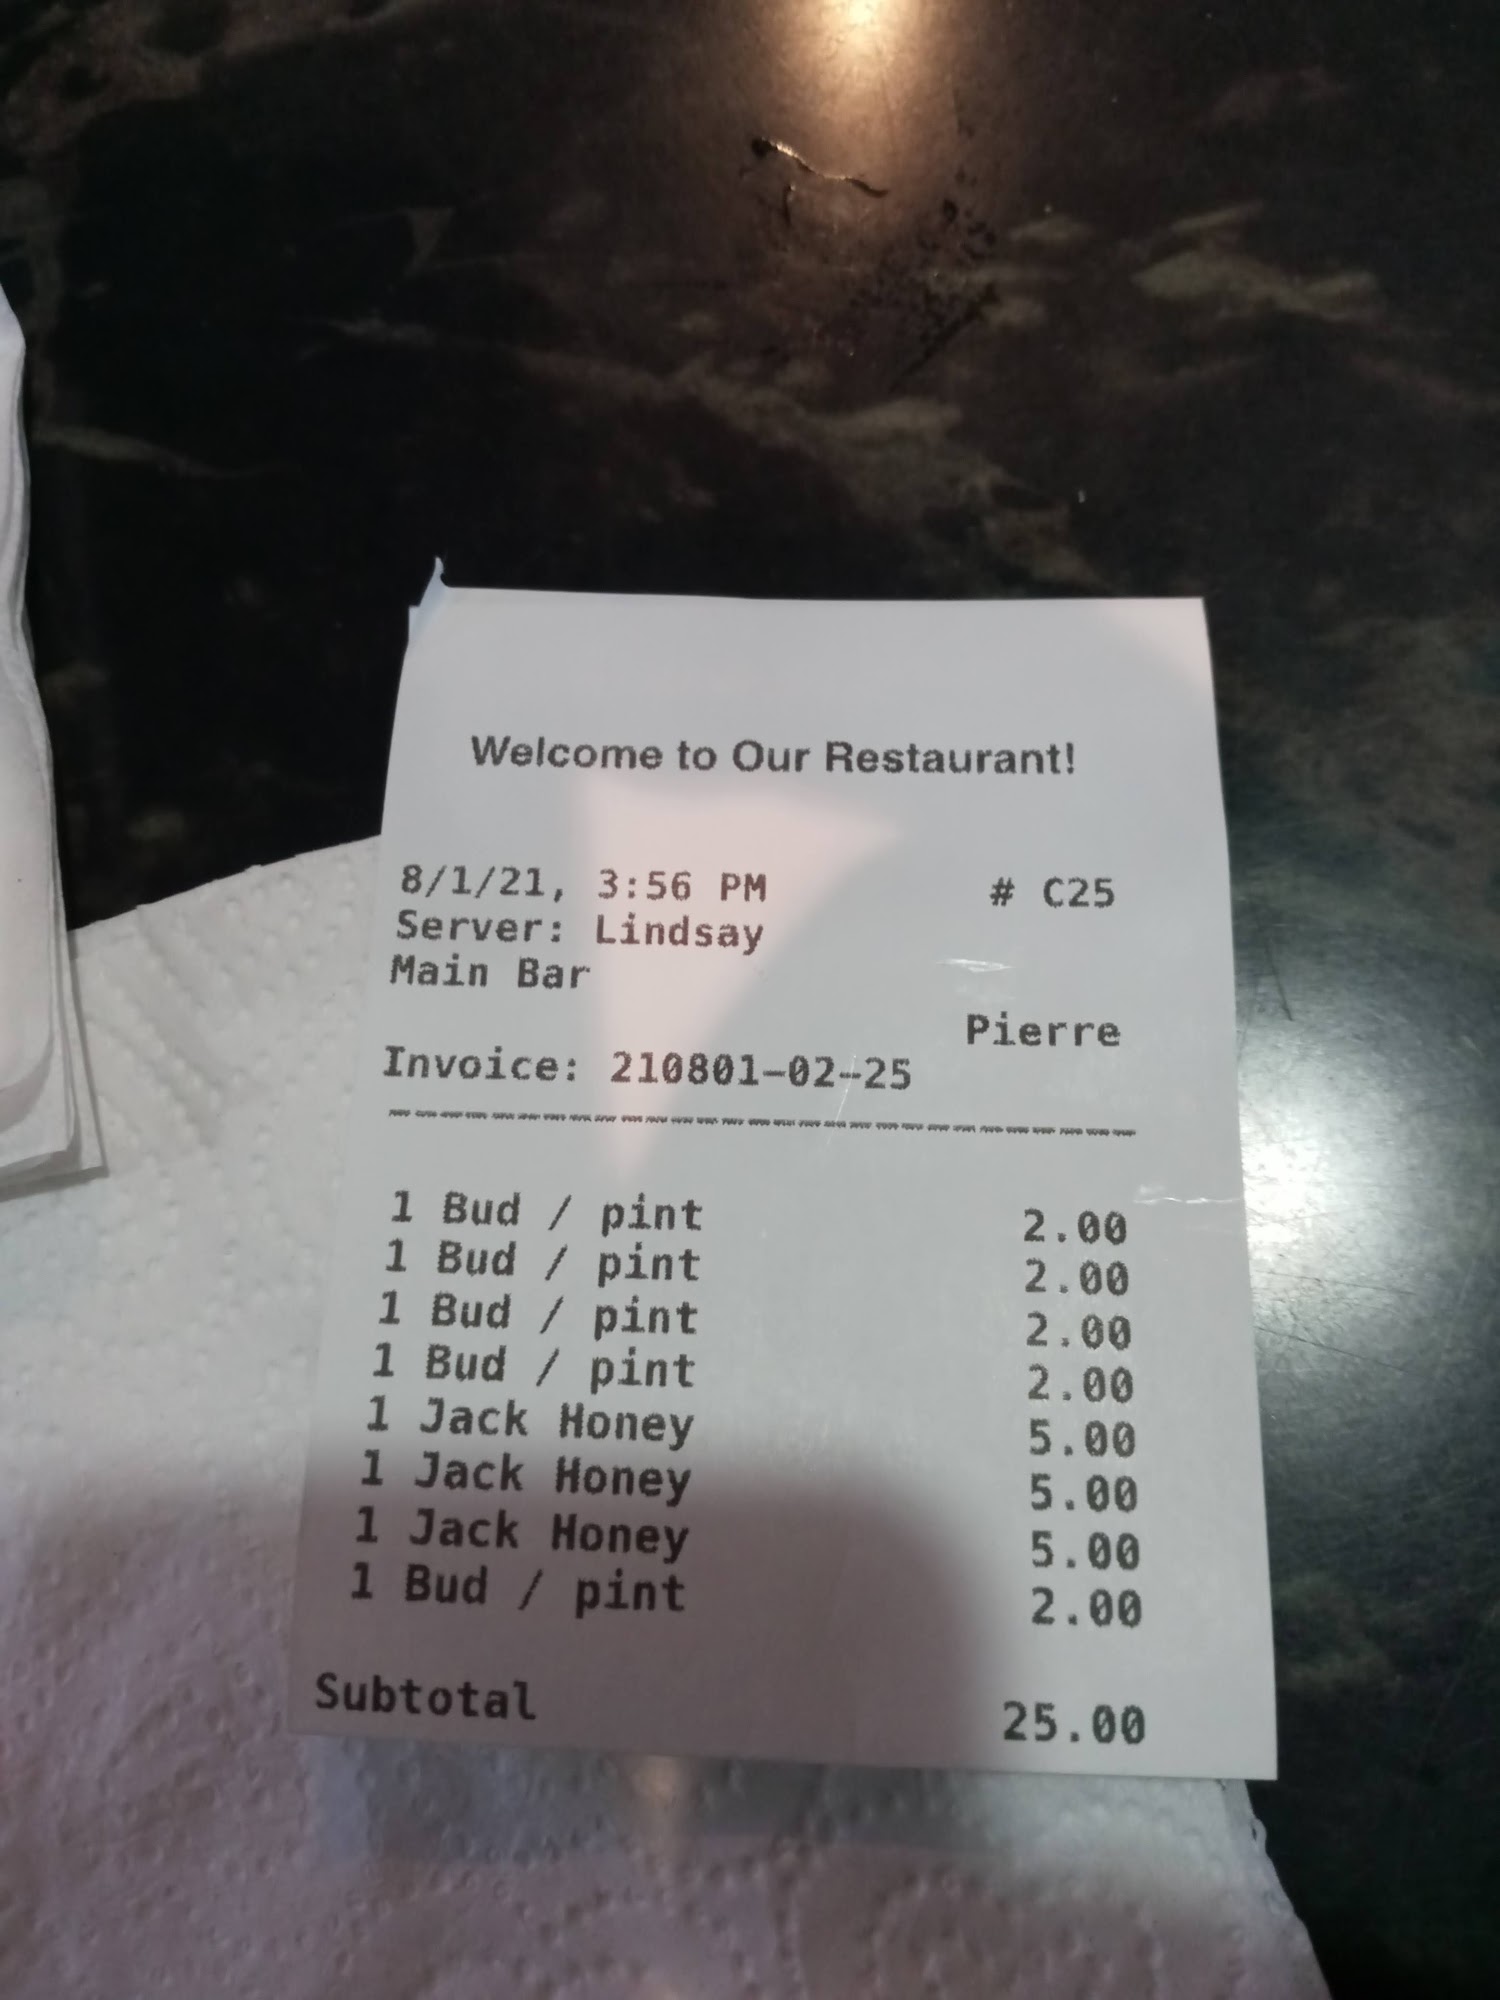 Welcome to Our Restaurant!
8/1/21, 3:56 PM # C25
Server: Lindsay
Main Bar
Pierre
Invoice: 210801-02-25
1 Bud / pint 2.00
1 Bud / pint 2.00
1 Bud / pint 2.00
1 Bud / pint 2.00
1 Jack Honey 5.00
1 Jack Honey 5.00
1 Jack Honey 5.00
1 Bud / pint 2.00
Subtotal 25.00